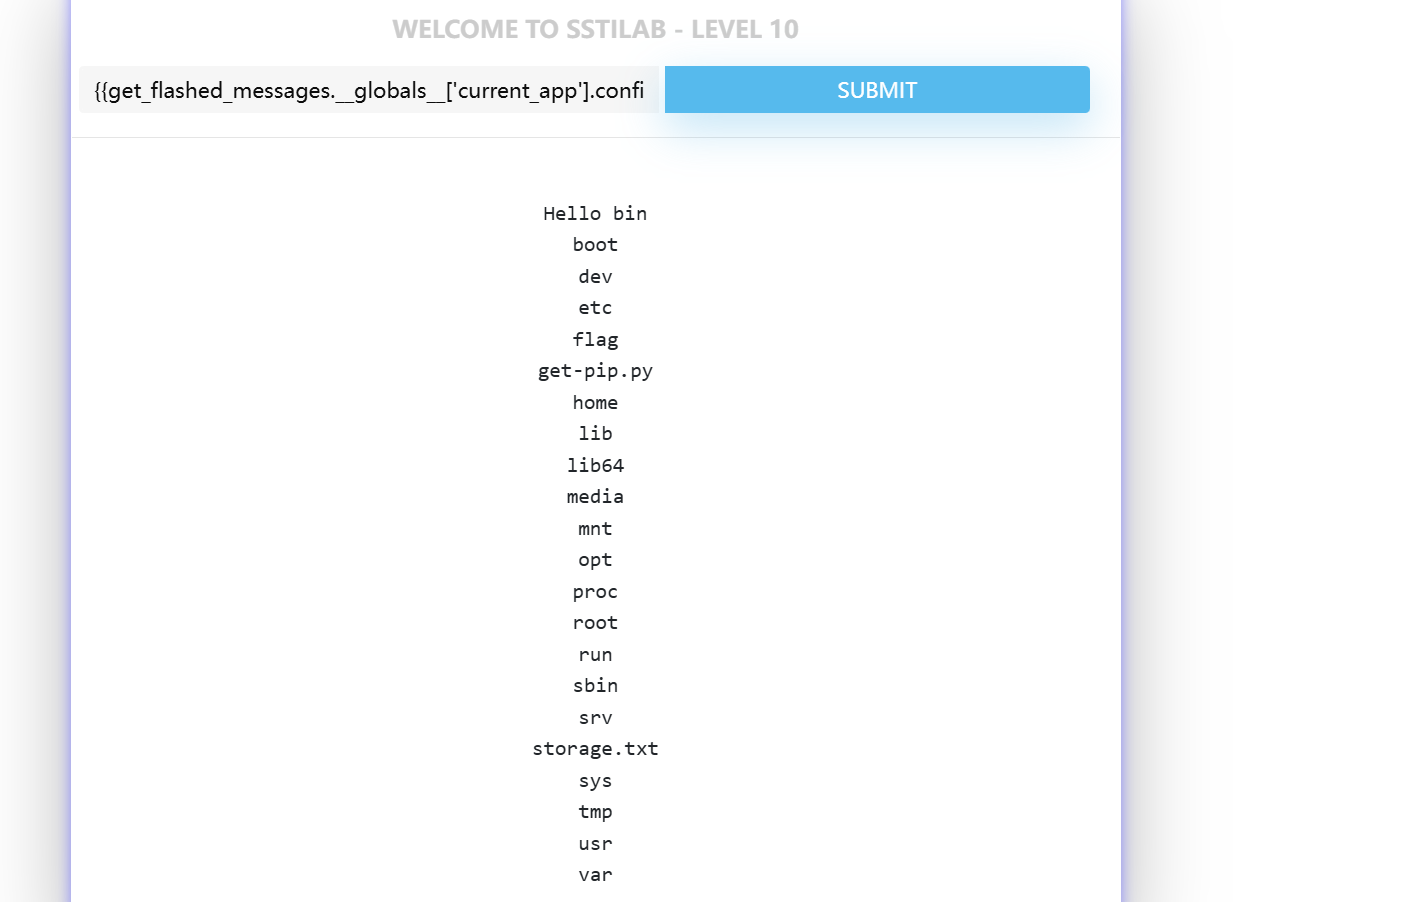 WELCOME TO SSTILAB - LEVEL 10
{{get_flashed_messages.__globals__['current_app'].confi
SUBMIT
Hello bin
boot
dev
etc
flag
get-pip.py
home
lib
lib64
media
mnt
opt
proc
root
run
sbin
srv
storage.txt
sys
tmp
usr
var